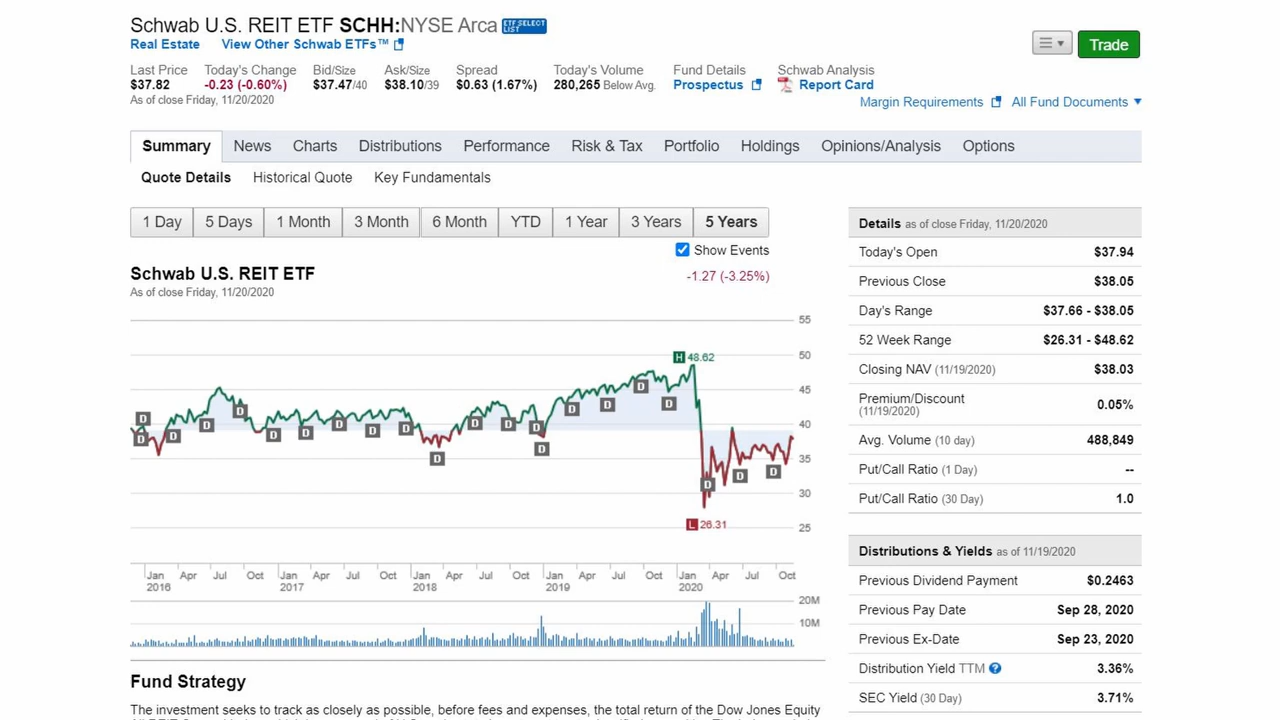 Schwab U.S. REIT ETF SCHH:NYSE Arca ETF SELECT LIST
Real Estate View Other Schwab ETFs™
Trade
Last Price Today's Change Bid/Size Ask/Size Spread Today's Volume Fund Details Schwab Analysis
$37.82 -0.23 (-0.60%) $37.47/40 $38.10/39 $0.63 (1.67%) 280,265 Below Avg. Prospectus Report Card
As of close Friday, 11/20/2020
Margin Requirements All Fund Documents
Summary News Charts Distributions Performance Risk & Tax Portfolio Holdings Opinions/Analysis Options
Quote Details Historical Quote Key Fundamentals
1 Day 5 Days 1 Month 3 Month 6 Month YTD 1 Year 3 Years 5 Years
Show Events
Schwab U.S. REIT ETF -1.27 (-3.25%)
As of close Friday, 11/20/2020
55
H 48.62 50
45
D D D D D D D D D D D D D D D D D D D D D D
40
35
30
L 26.31 25
Jan Apr Jul Oct Jan Apr Jul Oct Jan Apr Jul Oct Jan Apr Jul Oct Jan Apr Jul Oct
2016 2017 2018 2019 2020
20M
10M
Fund Strategy
The investment seeks to track as closely as possible, before fees and expenses, the total return of the Dow Jones Equity
Details as of close Friday, 11/20/2020
Today's Open $37.94
Previous Close $38.05
Day's Range $37.66 - $38.05
52 Week Range $26.31 - $48.62
Closing NAV (11/19/2020) $38.03
Premium/Discount 0.05%
(11/19/2020)
Avg. Volume (10 day) 488,849
Put/Call Ratio (1 Day) --
Put/Call Ratio (30 Day) 1.0
Distributions & Yields as of 11/19/2020
Previous Dividend Payment $0.2463
Previous Pay Date Sep 28, 2020
Previous Ex-Date Sep 23, 2020
Distribution Yield TTM ? 3.36%
SEC Yield (30 Day) 3.71%